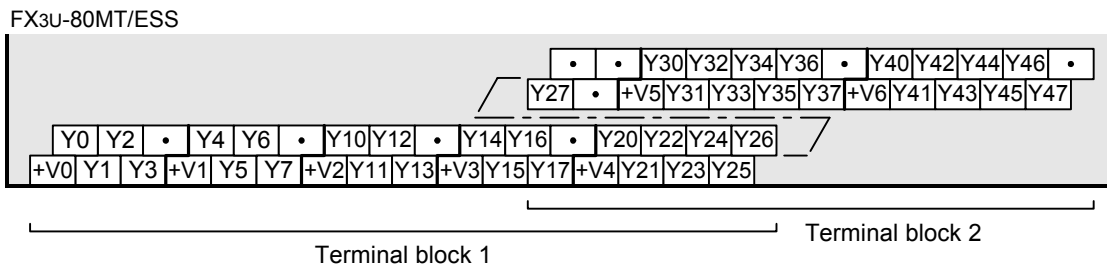 FX3U-80MT/ESS
• • Y30 Y32 Y34 Y36 • Y40 Y42 Y44 Y46 •
Y27 • +V5 Y31 Y33 Y35 Y37 +V6 Y41 Y43 Y45 Y47
Y0 Y2 • Y4 Y6 • Y10 Y12 • Y14 Y16 • Y20 Y22 Y24 Y26
+V0 Y1 Y3 +V1 Y5 Y7 +V2 Y11 Y13 +V3 Y15 Y17 +V4 Y21 Y23 Y25
Terminal block 1
Terminal block 2